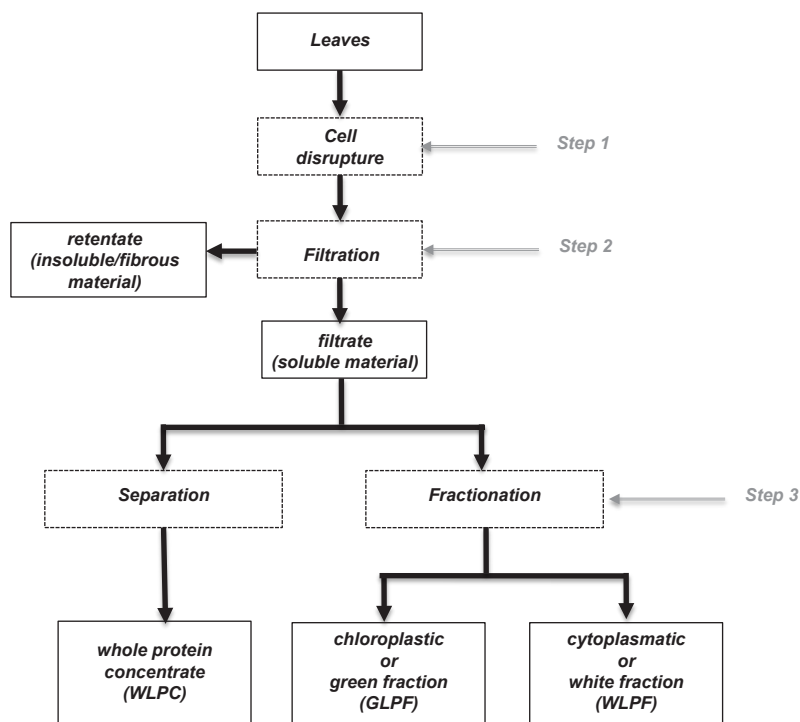 Leaves
Cell
disrupture
Step 1
retentate
(insoluble/fibrous
material)
Filtration
Step 2
filtrate
(soluble material)
Separation
Fractionation
Step 3
whole protein
concentrate
(WLPC)
chloroplastic
or
green fraction
(GLPF)
cytoplasmatic
or
white fraction
(WLPF)